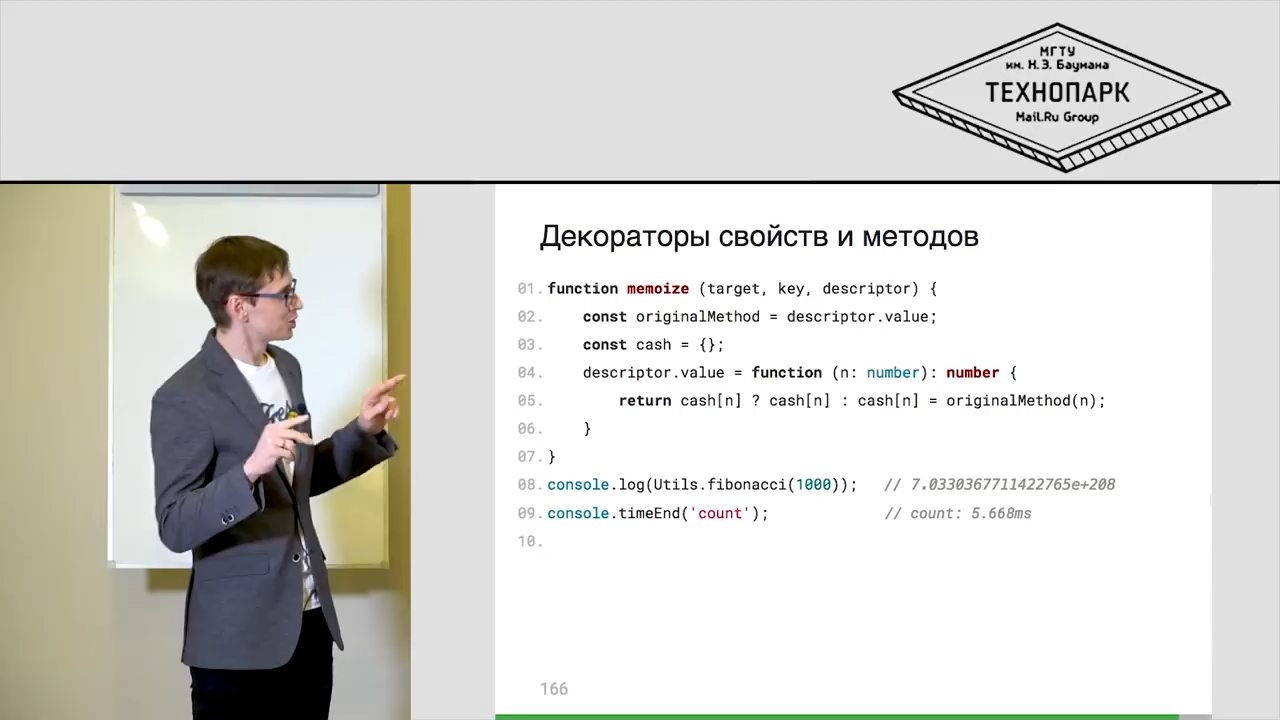 МГТУ
им. Н.Э. Баумана
ТЕХНОПАРК
Mail.Ru Group
Декораторы свойств и методов
01. function memoize (target, key, descriptor) {
02. const originalMethod = descriptor.value;
03. const cash = {};
04. descriptor.value = function (n: number): number {
05. return cash[n] ? cash[n] : cash[n] = originalMethod(n);
06. }
07. }
08. console.log(Utils.fibonacci(1000)); // 7.0330367711422765e+208
09. console.timeEnd('count'); // count: 5.668ms
10.
166